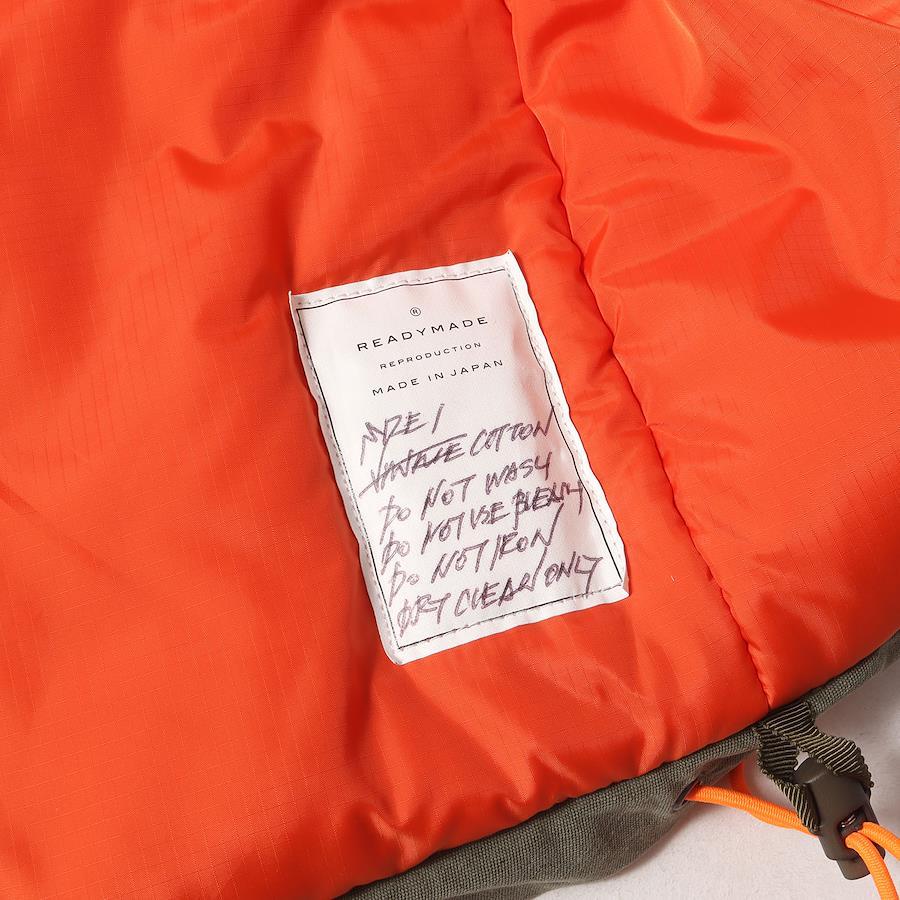 ®
READYMADE
REPRODUCTION
MADE IN JAPAN
SIZE 1
VINTAGE COTTON
DO NOT WASH
DO NOT USE BLEACH
DO NOT IRON
DRY CLEAN ONLY